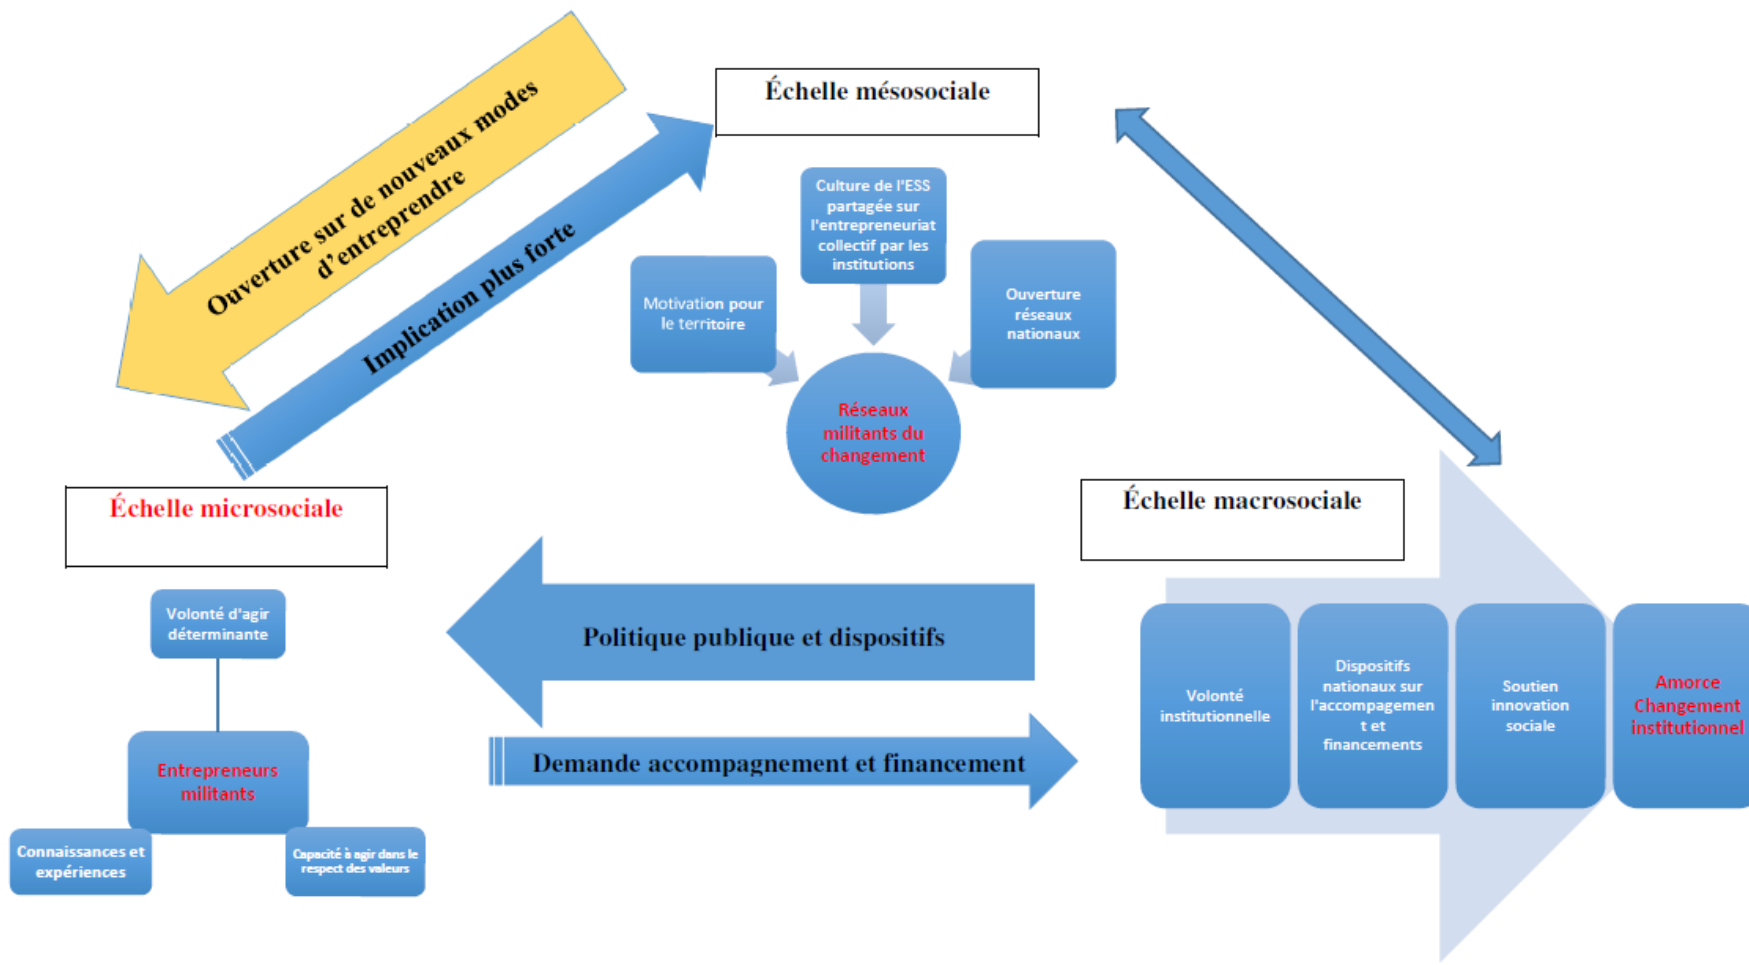 Échelle mésosociale
Ouverture sur de nouveaux modes
d’entreprendre
Implication plus forte
Culture de l'ESS
partagée sur
l'entrepreneuriat
collectif par les
institutions
Motivation pour
le territoire
Ouverture
réseaux
nationaux
Réseaux
militants du
changement
Échelle microsociale
Échelle macrosociale
Volonté d'agir
déterminante
Entrepreneurs
militants
Connaissances et
expériences
Capacité à agir dans le
respect des valeurs
Politique publique et dispositifs
Demande accompagnement et financement
Volonté
institutionnelle
Dispositifs
nationaux sur
l'accompagemen
t et
financements
Soutien
innovation
sociale
Amorce
Changement
institutionnel